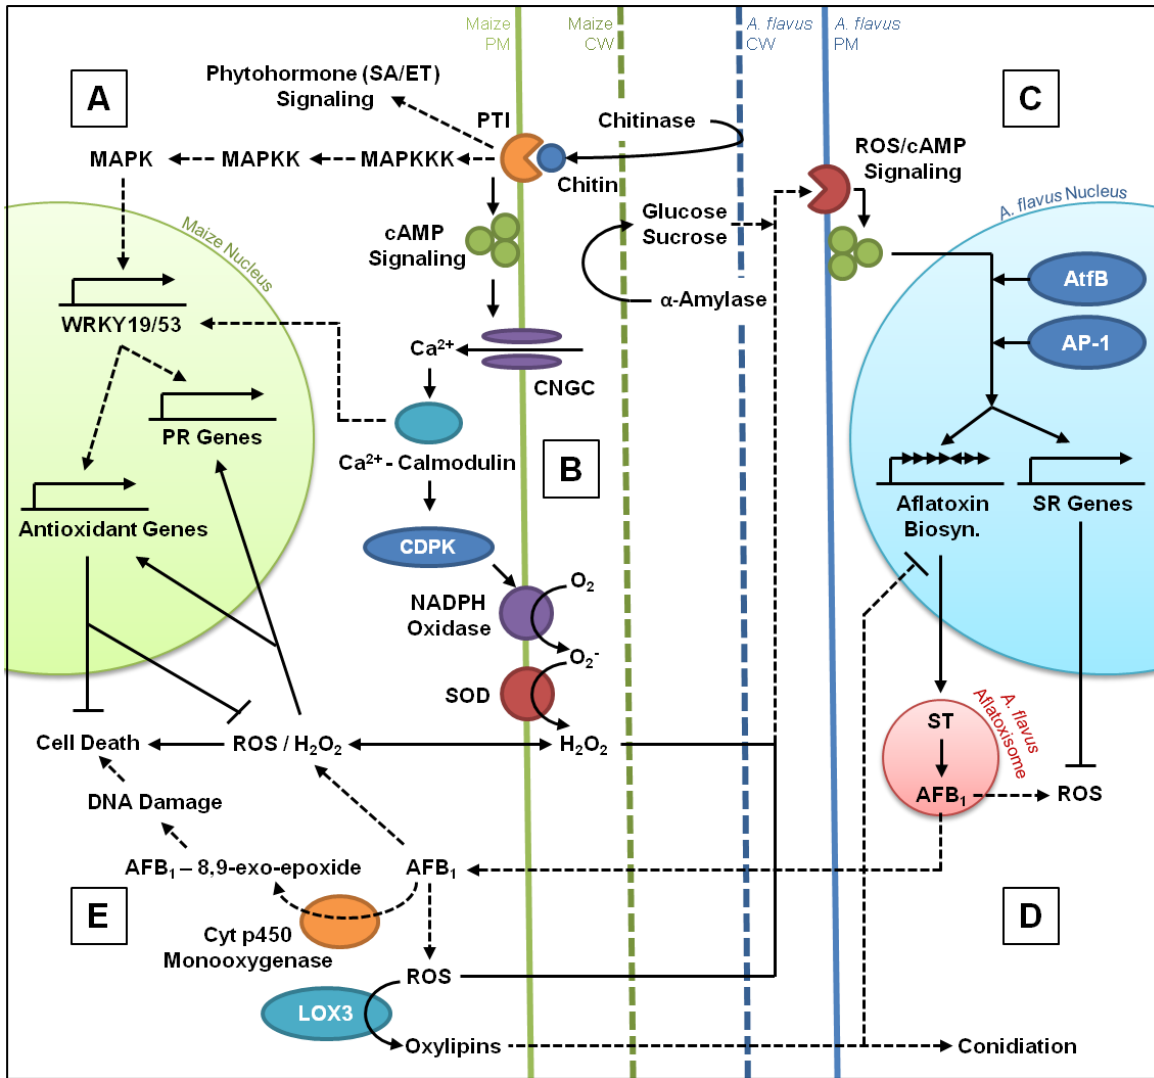 Maize
PM
Maize
CW
A. flavus
CW
A. flavus
PM
A
Phytohormone (SA/ET)
Signaling
PTI
Chitinase
C
MAPK
MAPKK
MAPKKK
Chitin
ROS/cAMP
Signaling
Maize Nucleus
A. flavus Nucleus
cAMP
Signaling
Glucose
Sucrose
α-Amylase
AtfB
WRKY19/53
Ca²⁺
CNGC
AP-1
PR Genes
Ca²⁺ - Calmodulin
B
Antioxidant Genes
Aflatoxin
Biosyn.
SR Genes
CDPK
O₂
NADPH
Oxidase
O₂⁻
SOD
Cell Death
ROS / H₂O₂
H₂O₂
ST
A. flavus
Aflatoxisome
DNA Damage
AFB₁
ROS
AFB₁ – 8,9-exo-epoxide
AFB₁
E
D
Cyt p450
Monooxygenase
ROS
LOX3
Oxylipins
Conidiation